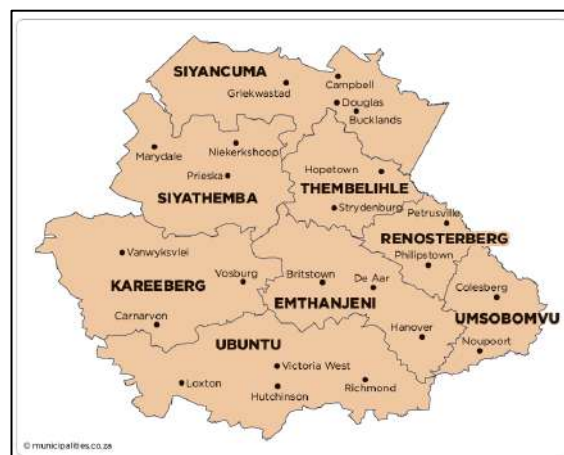 SIYANCUMA
Campbell
Griekwastad
Douglas
Bucklands
Marydale
Niekerkshoop
Prieska
SIYATHEMBA
Hopetown
THEMBELIHLE
Strydenburg
Petrusville
RENOSTERBERG
Philipstown
Vanwyksvlei
Vosburg
KAREEBERG
Carnarvon
Britstown
De Aar
EMTHANJENI
Hanover
Colesberg
UMSOBOMVU
Noupoort
UBUNTU
Victoria West
Loxton
Hutchinson
Richmond
© municipalities.co.za